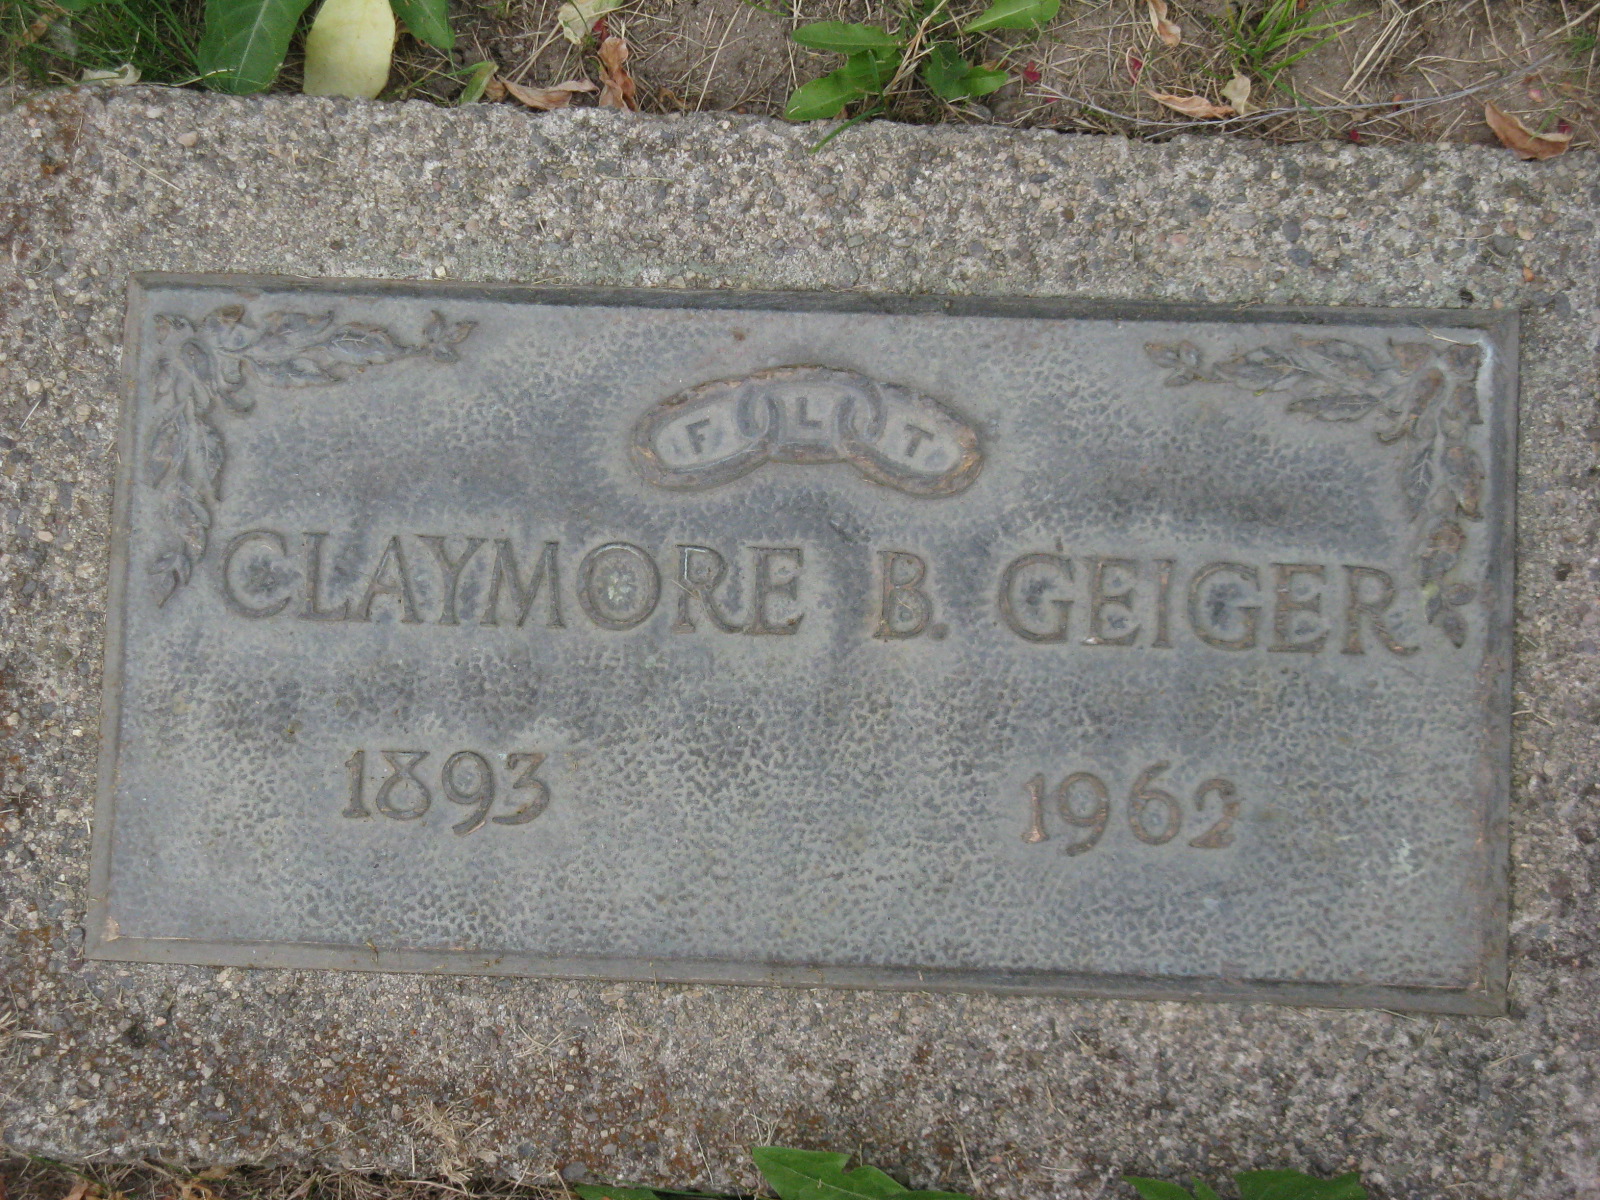 F L T
CLAYMORE B. GEIGER
1893 1962